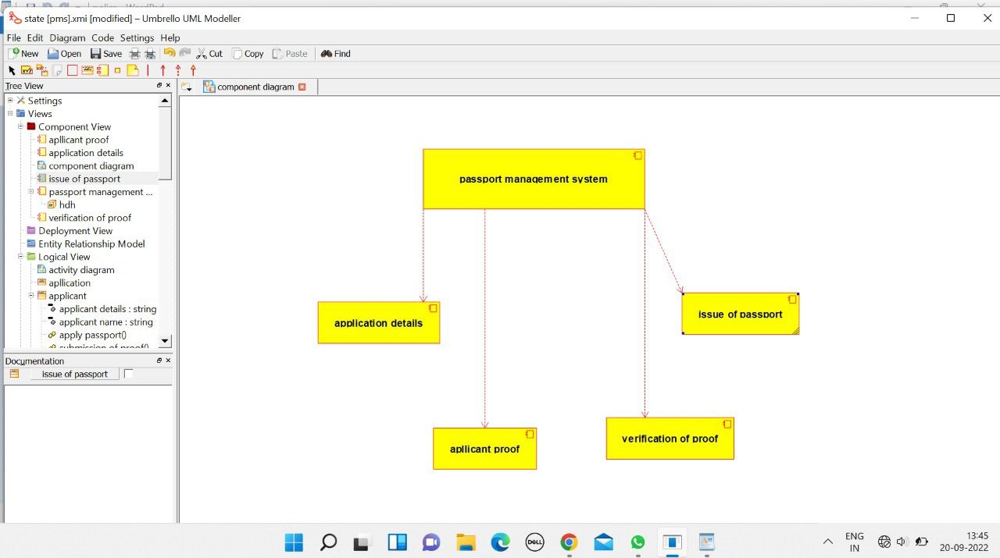 state [pms].xmi [modified] – Umbrello UML Modeller
File Edit Diagram Code Settings Help
New Open Save Cut Copy Paste Find
Tree View
component diagram
Settings
Views
Component View
apllicant proof
application details
component diagram
issue of passport
passport management ...
hdh
verification of proof
Deployment View
Entity Relationship Model
Logical View
activity diagram
apllication
applicant
applicant details : string
applicant name : string
apply passport()
submission of proof()
Documentation
issue of passport
passport management system
application details
issue of passport
apllicant proof
verification of proof
DELL
ENG
IN
13:45
20-09-2022